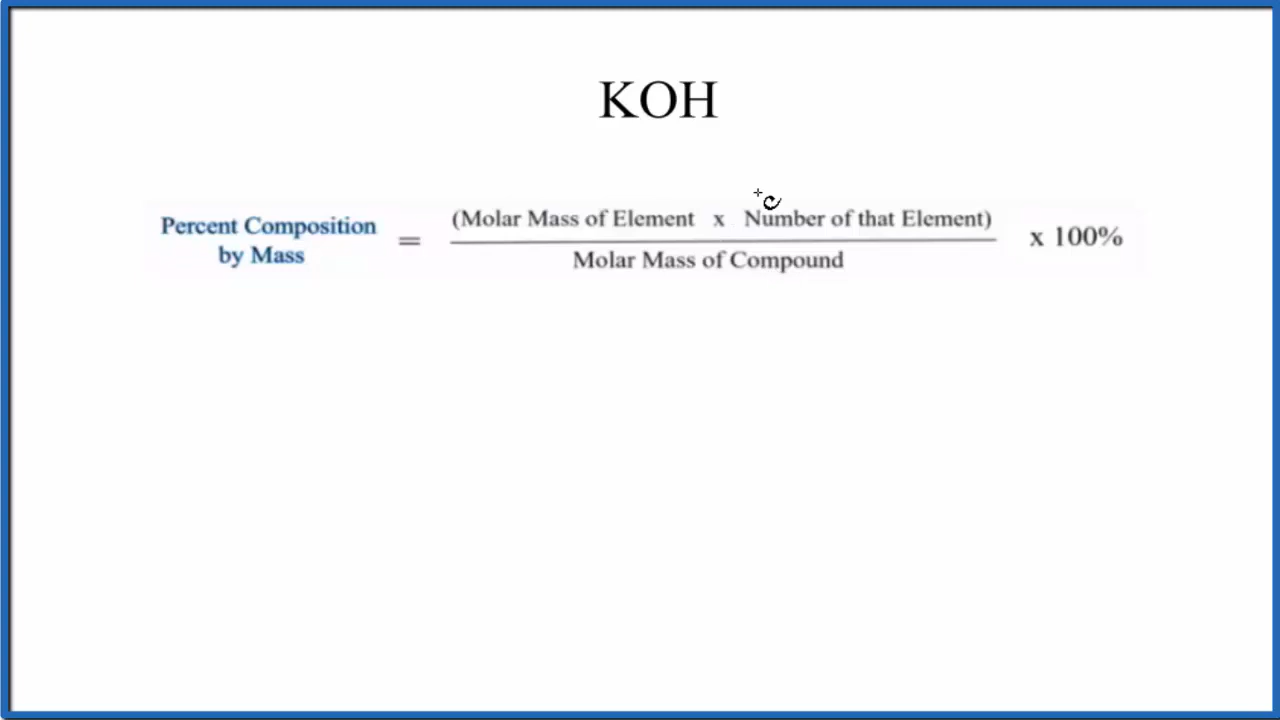 KOH
Percent Composition
by Mass
=
(Molar Mass of Element x Number of that Element)
Molar Mass of Compound
x 100%